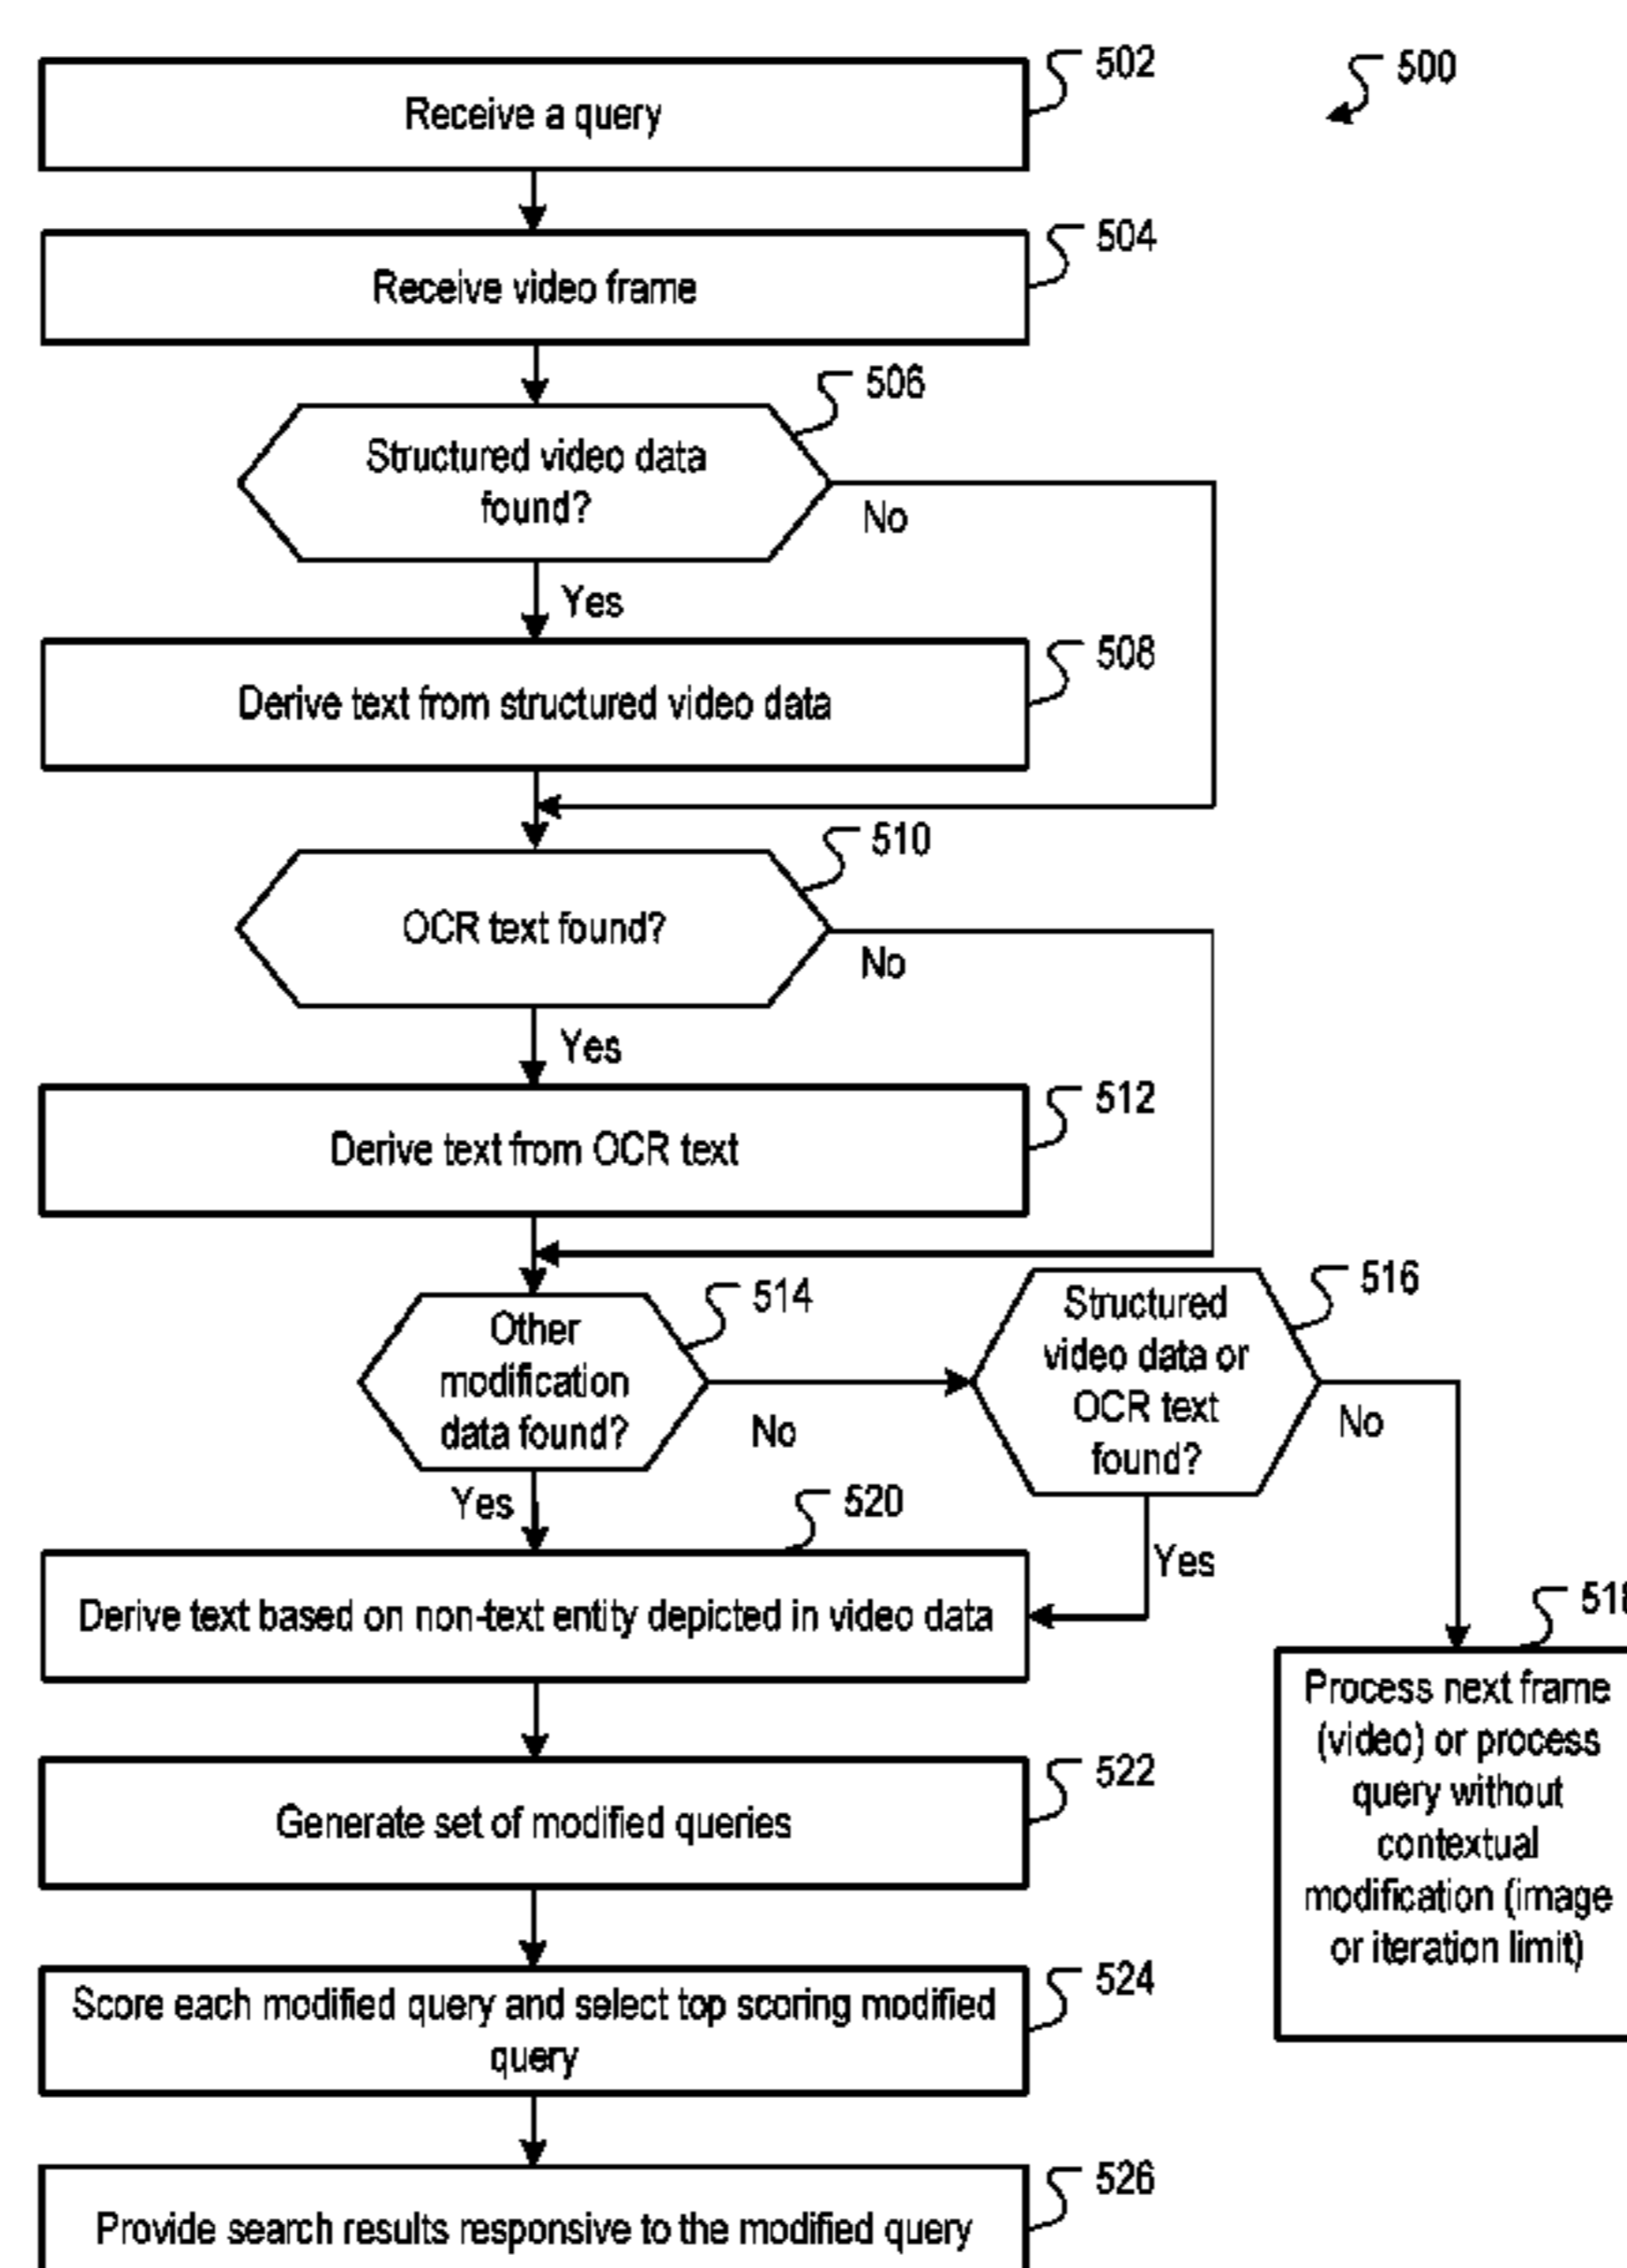 502
500
Receive a query
504
Receive video frame
506
Structured video data
found?
No
Yes
508
Derive text from structured video data
510
OCR text found?
No
Yes
512
Derive text from OCR text
514
Other
modification
data found?
No
Yes
516
Structured
video data or
OCR text
found?
No
Yes
520
Derive text based on non-text entity depicted in video data
518
Process next frame
(video) or process
query without
contextual
modification (image
or iteration limit)
522
Generate set of modified queries
524
Score each modified query and select top scoring modified
query
526
Provide search results responsive to the modified query